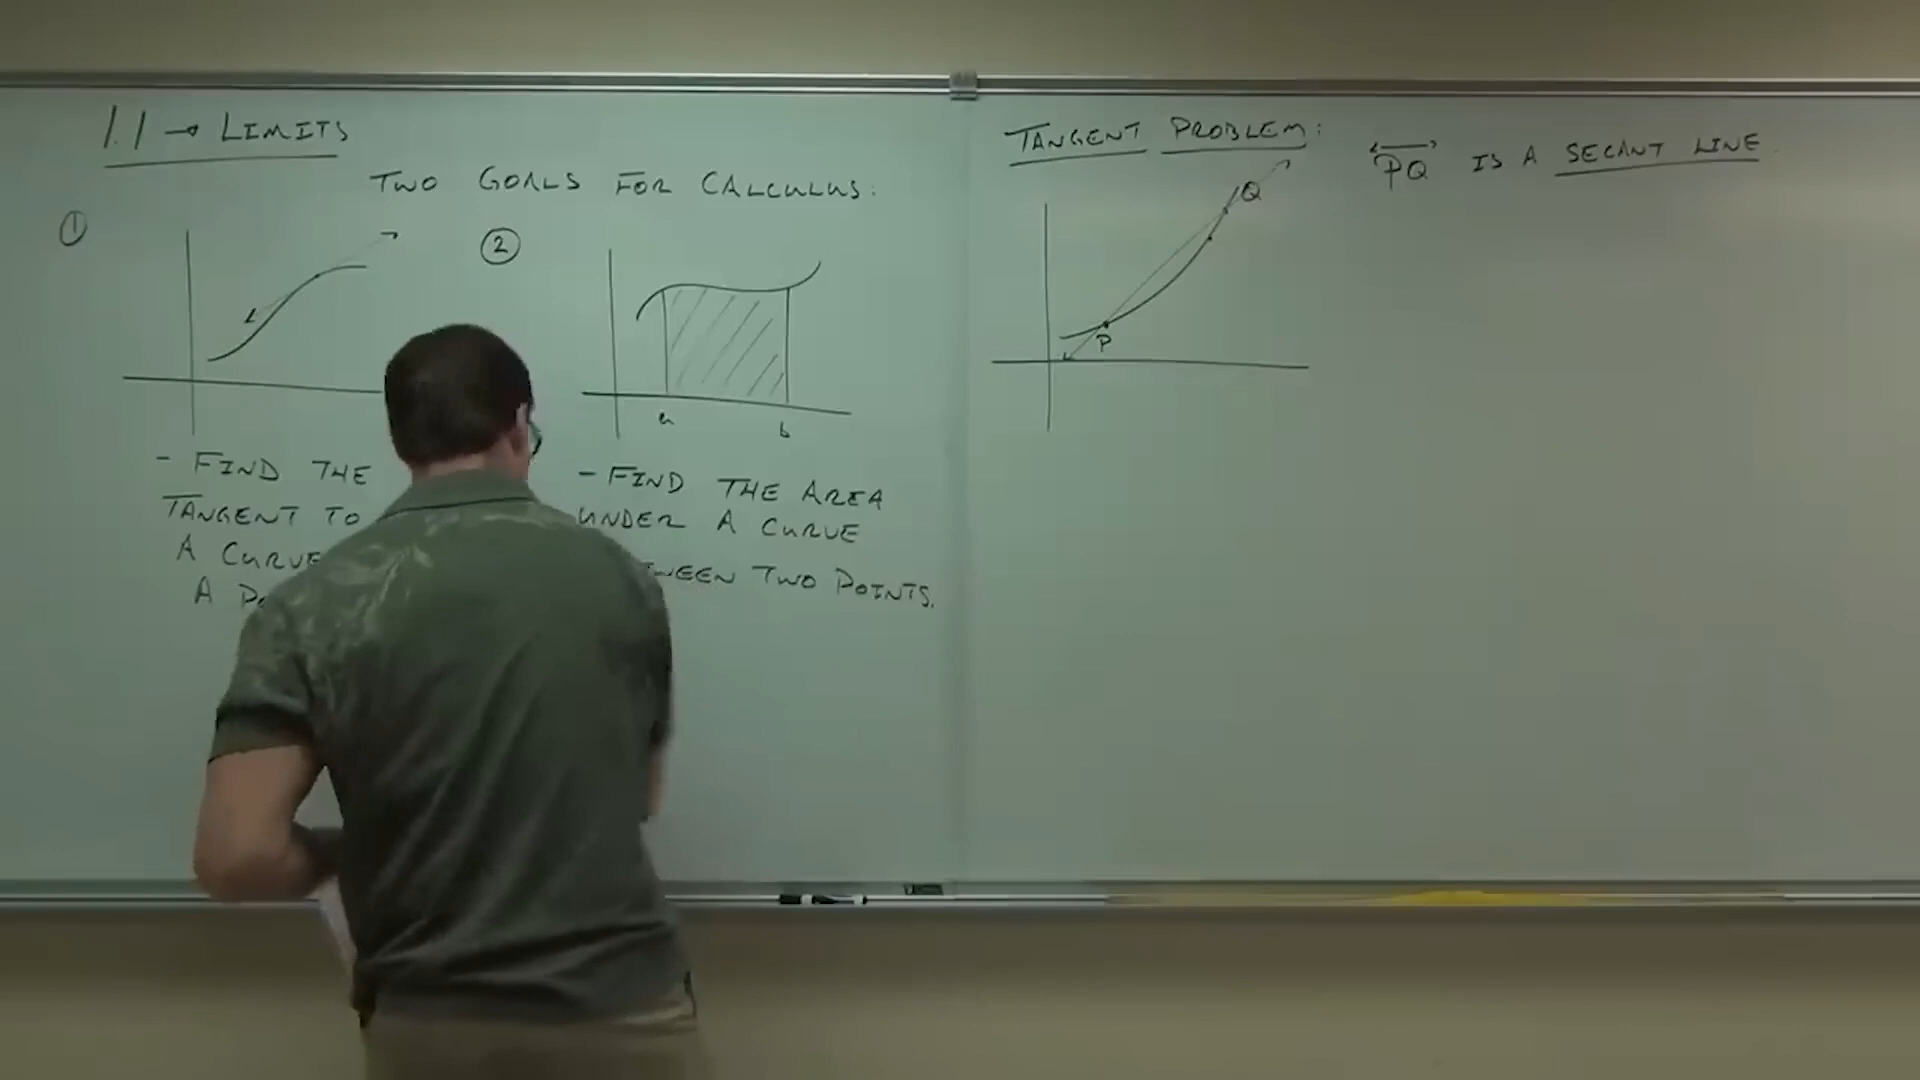 1.1 → LIMITS
TWO GOALS FOR CALCULUS:
①
②
a
b
- FIND THE
TANGENT TO
A CURVE
A
- FIND THE AREA
UNDER A CURVE
TWO POINTS.
TANGENT PROBLEM:
PQ IS A SECANT LINE
Q
P